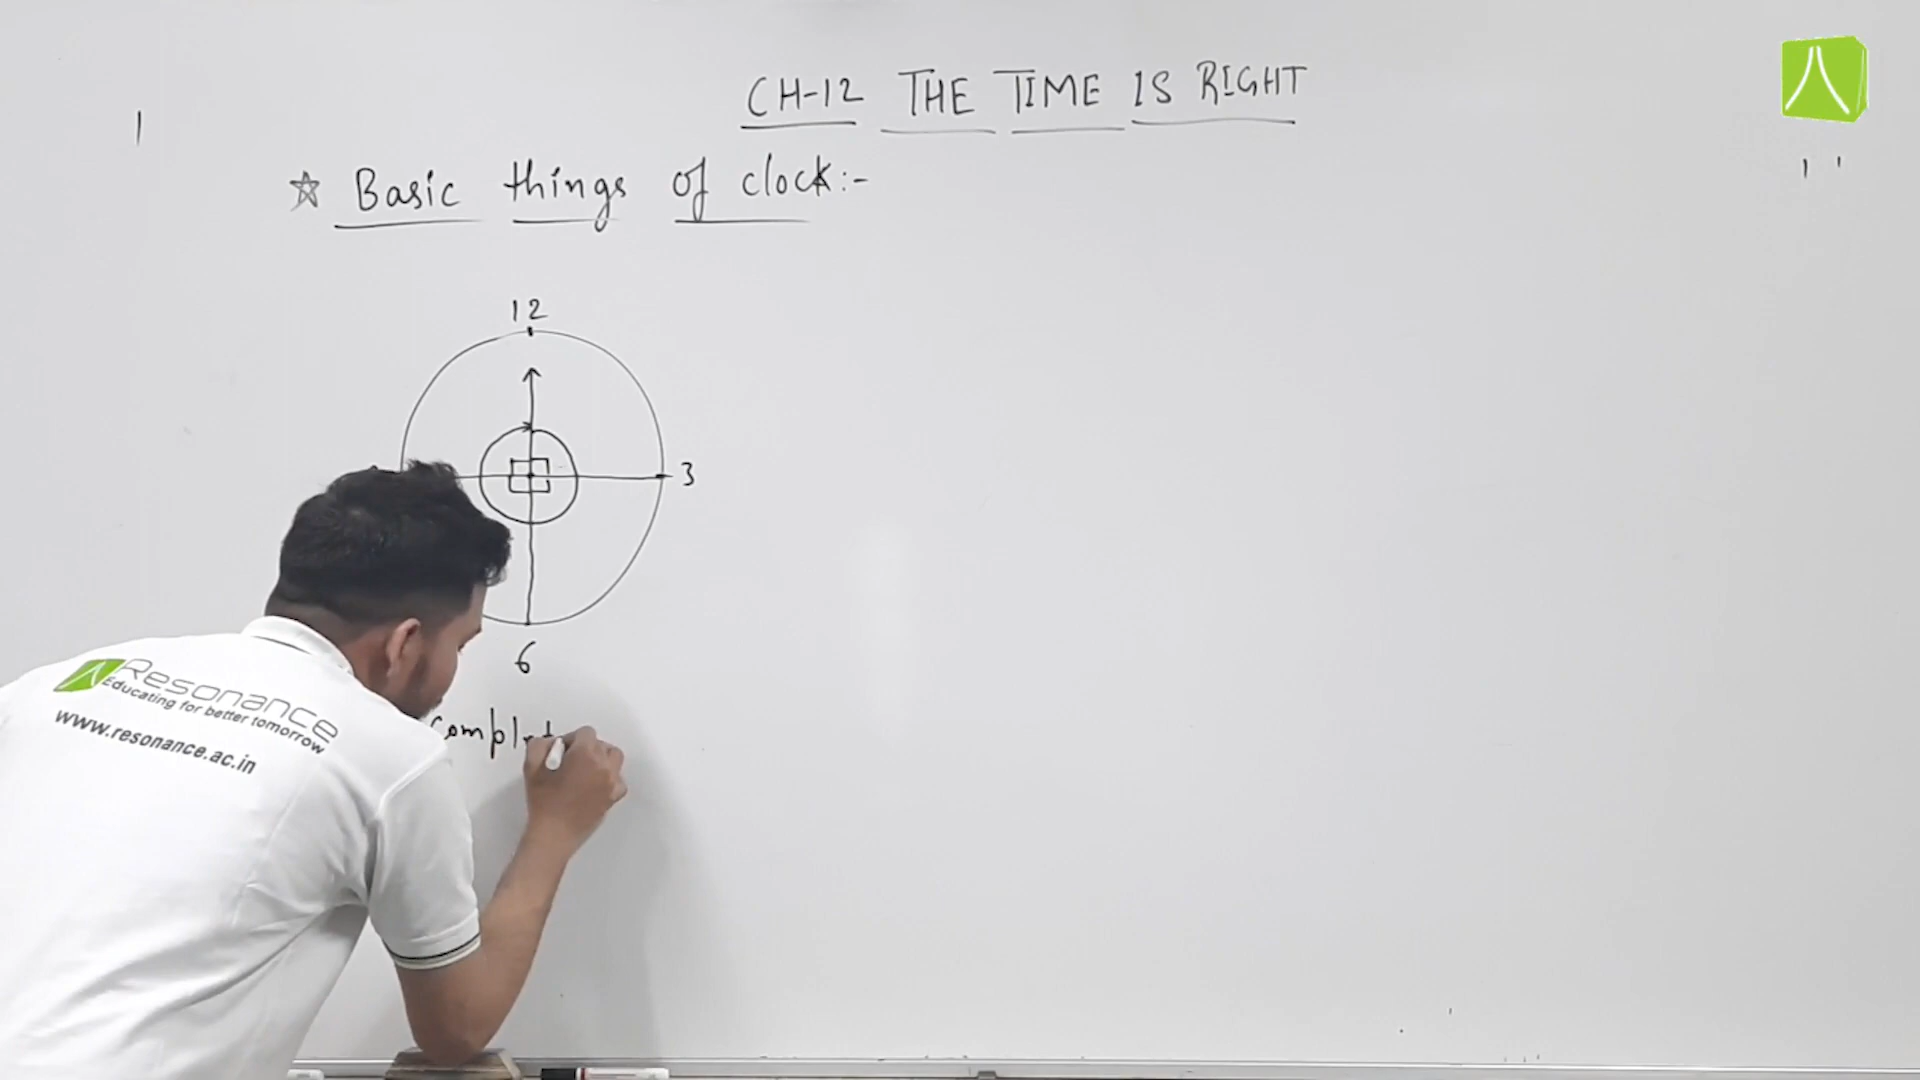 CH-12 THE TIME IS RIGHT
☆ Basic things of clock:-
12
3
6
Resonance
Educating for better tomorrow
www.resonance.ac.in